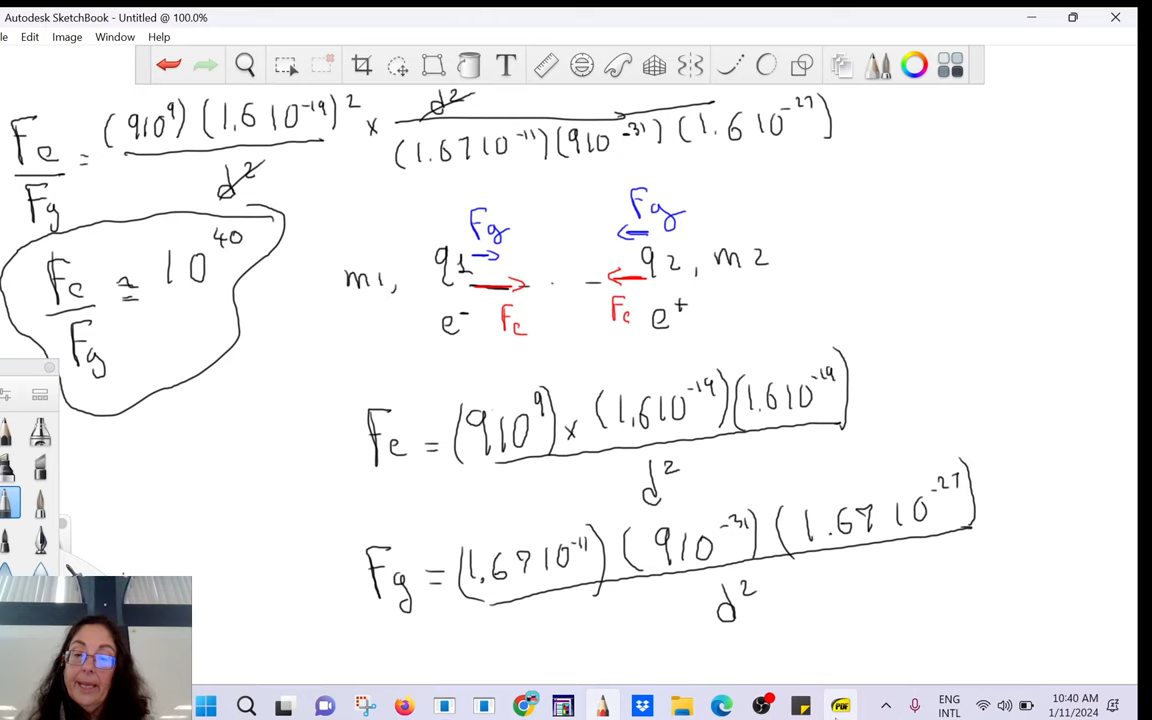 Autodesk SketchBook - Untitled @ 100.0%
le Edit Image Window Help
Fe/Fg = (9 10^9) (1.6 10^-19)^2 / d^2 × d^2 / (1.67 10^-11) (9 10^-31) (1.6 10^-27)
Fe/Fg ≅ 10^40
Fg Fg
m1, q1 q2, m2
e- Fe Fe e+
Fe = (9 10^9) × (1.6 10^-19) (1.6 10^-19) / d^2
Fg = (1.67 10^-11) (9 10^-31) (1.67 10^-27) / d^2
ENG
INTL
10:40 AM
1/11/2024
PDF